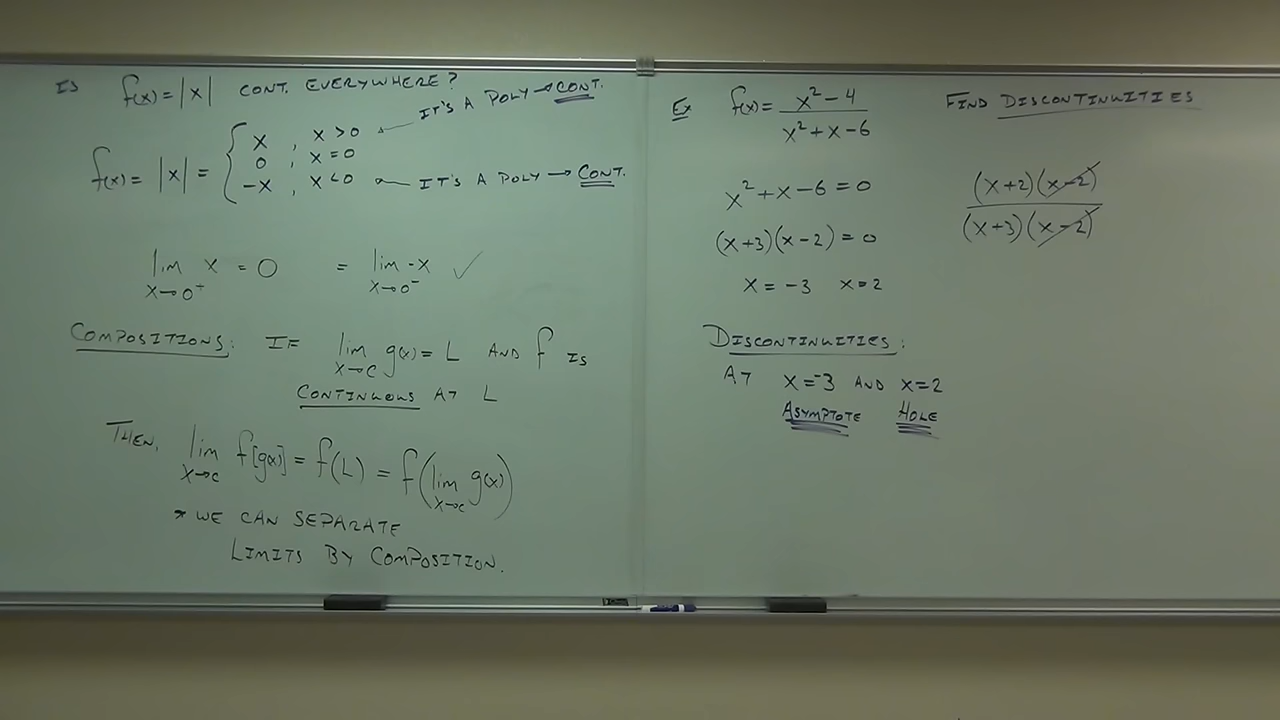 Is f(x) = |x| CONT. EVERYWHERE?
IT'S A POLY → CONT.
f(x) = |x| = { x , x > 0
0 , x = 0
-x , x < 0
IT'S A POLY → CONT.
lim x→0⁺ x = 0 = lim x→0⁻ -x ✓
COMPOSITIONS: IF lim x→c g(x) = L AND f IS
CONTINUOUS AT L
THEN, lim x→c f[g(x)] = f(L) = f(lim x→c g(x))
* WE CAN SEPARATE
LIMITS BY COMPOSITION.
Ex f(x) = (x² - 4)/(x² + x - 6) FIND DISCONTINUITIES
x² + x - 6 = 0
(x+3)(x-2) = 0
x = -3 x = 2
(x+2)(x-2)
(x+3)(x-2)
DISCONTINUITIES:
AT x = -3 AND x = 2
ASYMPTOTE HOLE